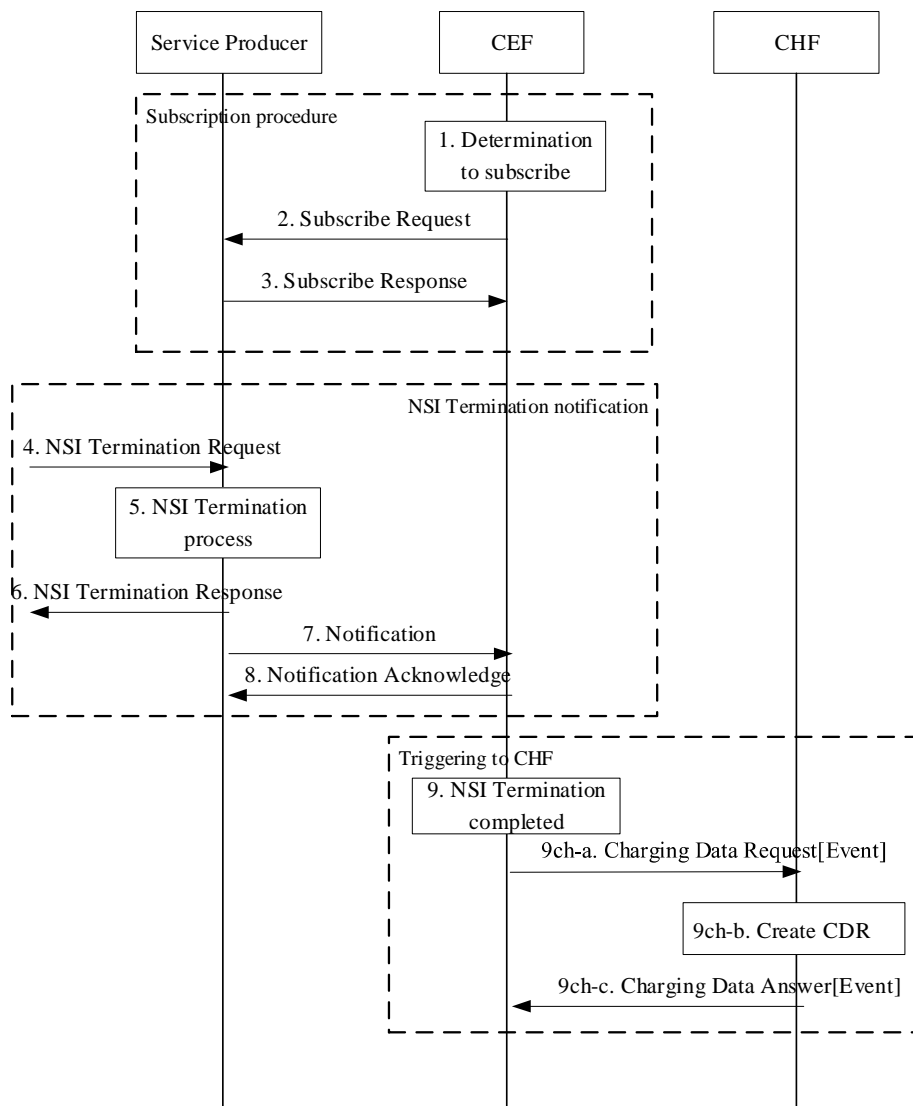 Service Producer
CEF
CHF
Subscription procedure
1. Determination
to subscribe
2. Subscribe Request
3. Subscribe Response
NSI Termination notification
4. NSI Termination Request
5. NSI Termination
process
6. NSI Termination Response
7. Notification
8. Notification Acknowledge
Triggering to CHF
9. NSI Termination
completed
9ch-a. Charging Data Request[Event]
9ch-b. Create CDR
9ch-c. Charging Data Answer[Event]